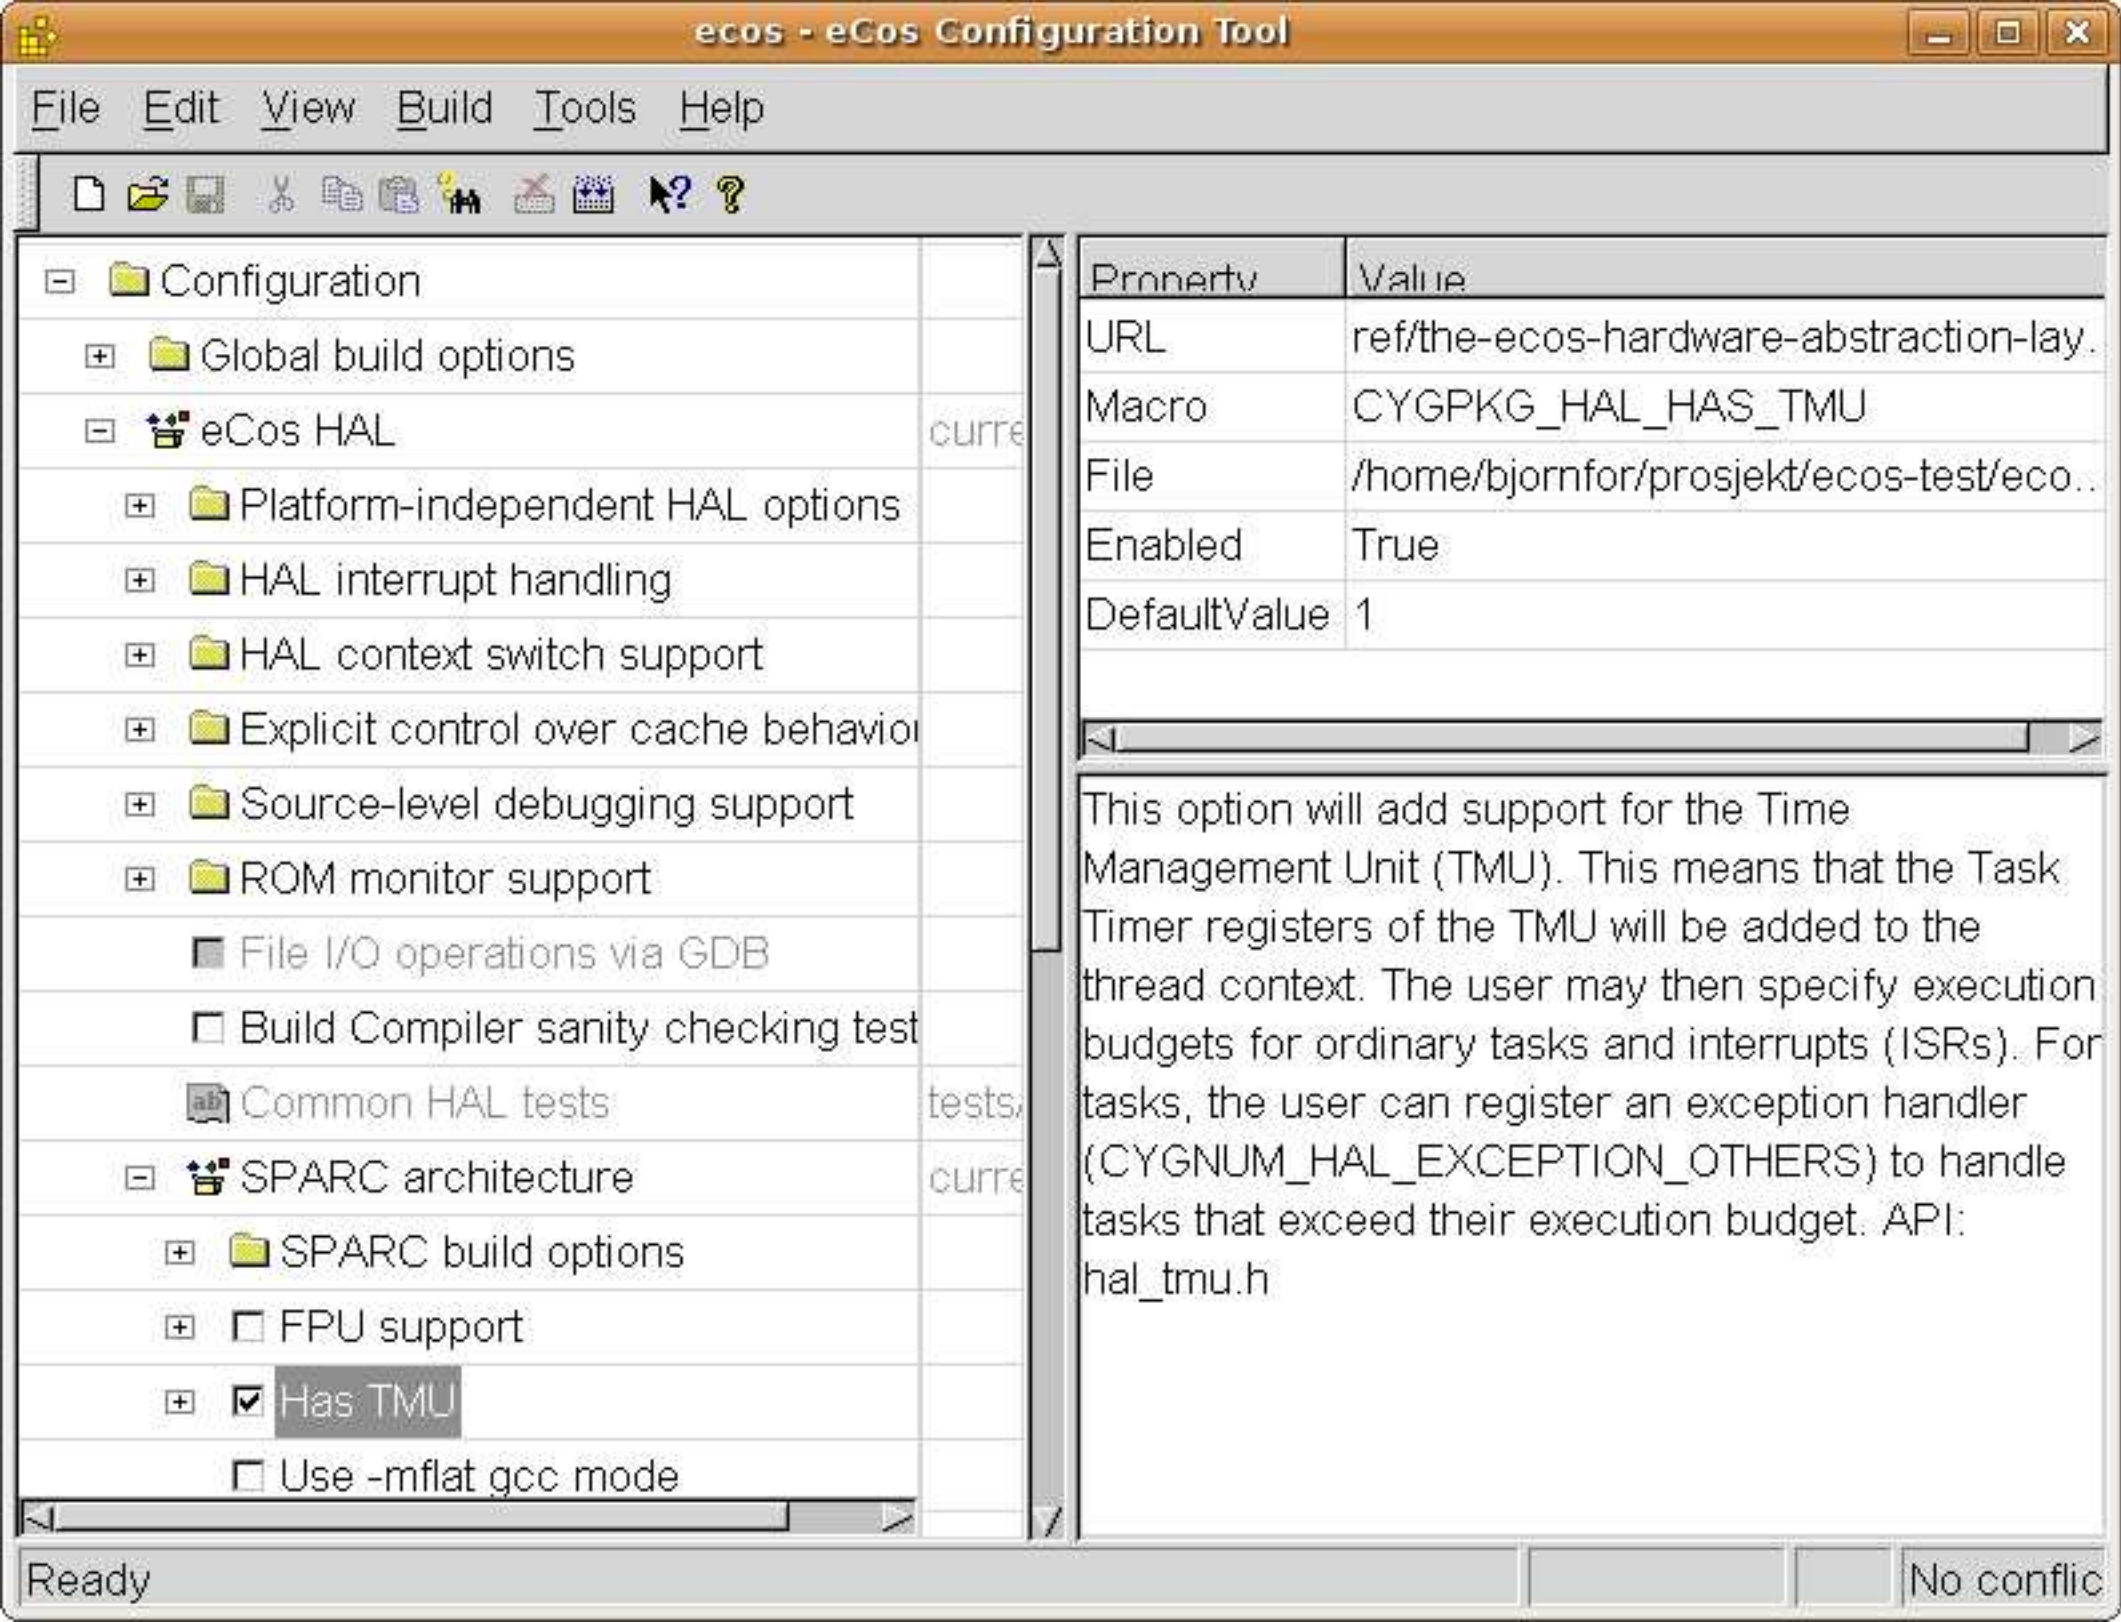 ecos - eCos Configuration Tool
File Edit View Build Tools Help
Configuration
Global build options
eCos HAL curre
Platform-independent HAL options
HAL interrupt handling
HAL context switch support
Explicit control over cache behavior
Source-level debugging support
ROM monitor support
File I/O operations via GDB
Build Compiler sanity checking test
ab
Common HAL tests tests/
SPARC architecture curre
SPARC build options
FPU support
Has TMU
Use -mflat gcc mode
Property Value
URL ref/the-ecos-hardware-abstraction-lay.
Macro CYGPKG_HAL_HAS_TMU
File /home/bjornfor/prosjekt/ecos-test/eco..
Enabled True
DefaultValue 1
This option will add support for the Time
Management Unit (TMU). This means that the Task
Timer registers of the TMU will be added to the
thread context. The user may then specify execution
budgets for ordinary tasks and interrupts (ISRs). For
tasks, the user can register an exception handler
(CYGNUM_HAL_EXCEPTION_OTHERS) to handle
tasks that exceed their execution budget. API:
hal_tmu.h
Ready
No conflic